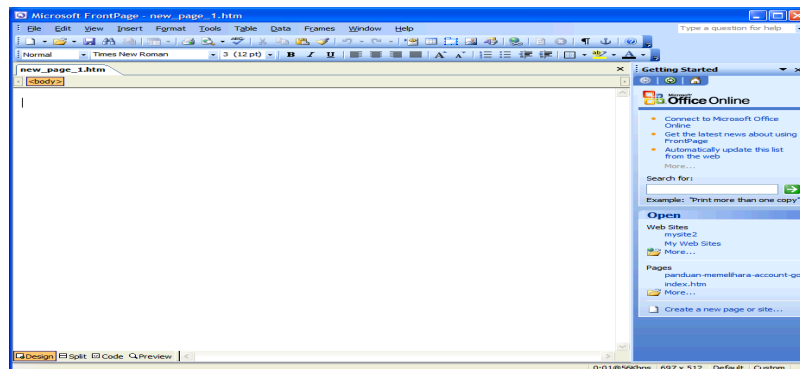 Microsoft FrontPage - new_page_1.htm
File Edit View Insert Format Tools Table Data Frames Window Help
Type a question for help
Normal Times New Roman 3 (12 pt) B I U
new_page_1.htm
<body>
Getting Started
Microsoft
Office Online
Connect to Microsoft Office
Online
Get the latest news about using
FrontPage
Automatically update this list
from the web
More...
Search for:
Example: "Print more than one copy"
Open
Web Sites
mysite2
My Web Sites
More...
Pages
panduan-memelihara-account-go
index.htm
More...
Create a new page or site...
Design Split Code Preview
0:01@56Kbps 697 x 512 Default Custom